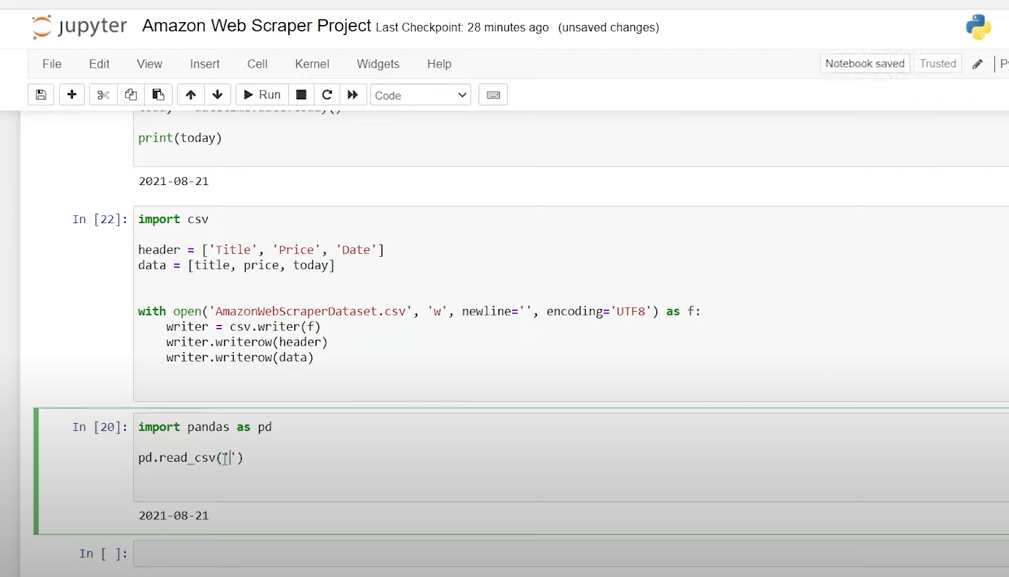 jupyter Amazon Web Scraper Project Last Checkpoint: 28 minutes ago (unsaved changes)
File Edit View Insert Cell Kernel Widgets Help Notebook saved Trusted
Run Code
print(today)
2021-08-21
In [22]: import csv
header = ['Title', 'Price', 'Date']
data = [title, price, today]
with open('AmazonWebScraperDataset.csv', 'w', newline='', encoding='UTF8') as f:
writer = csv.writer(f)
writer.writerow(header)
writer.writerow(data)
In [20]: import pandas as pd
pd.read_csv('')
2021-08-21
In [ ]: